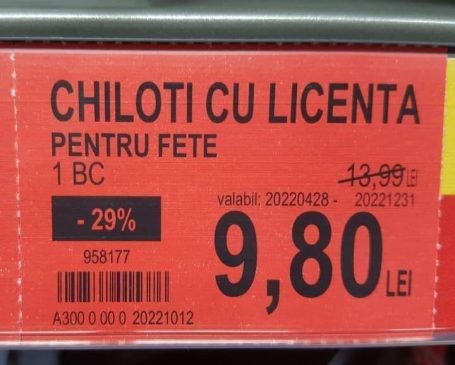 CHILOTI CU LICENTA
PENTRU FETE
1 BC
13,99 LEI
- 29%
valabil: 20220428 - 20221231
958177
9,80 LEI
A300 0 00 0 20221012